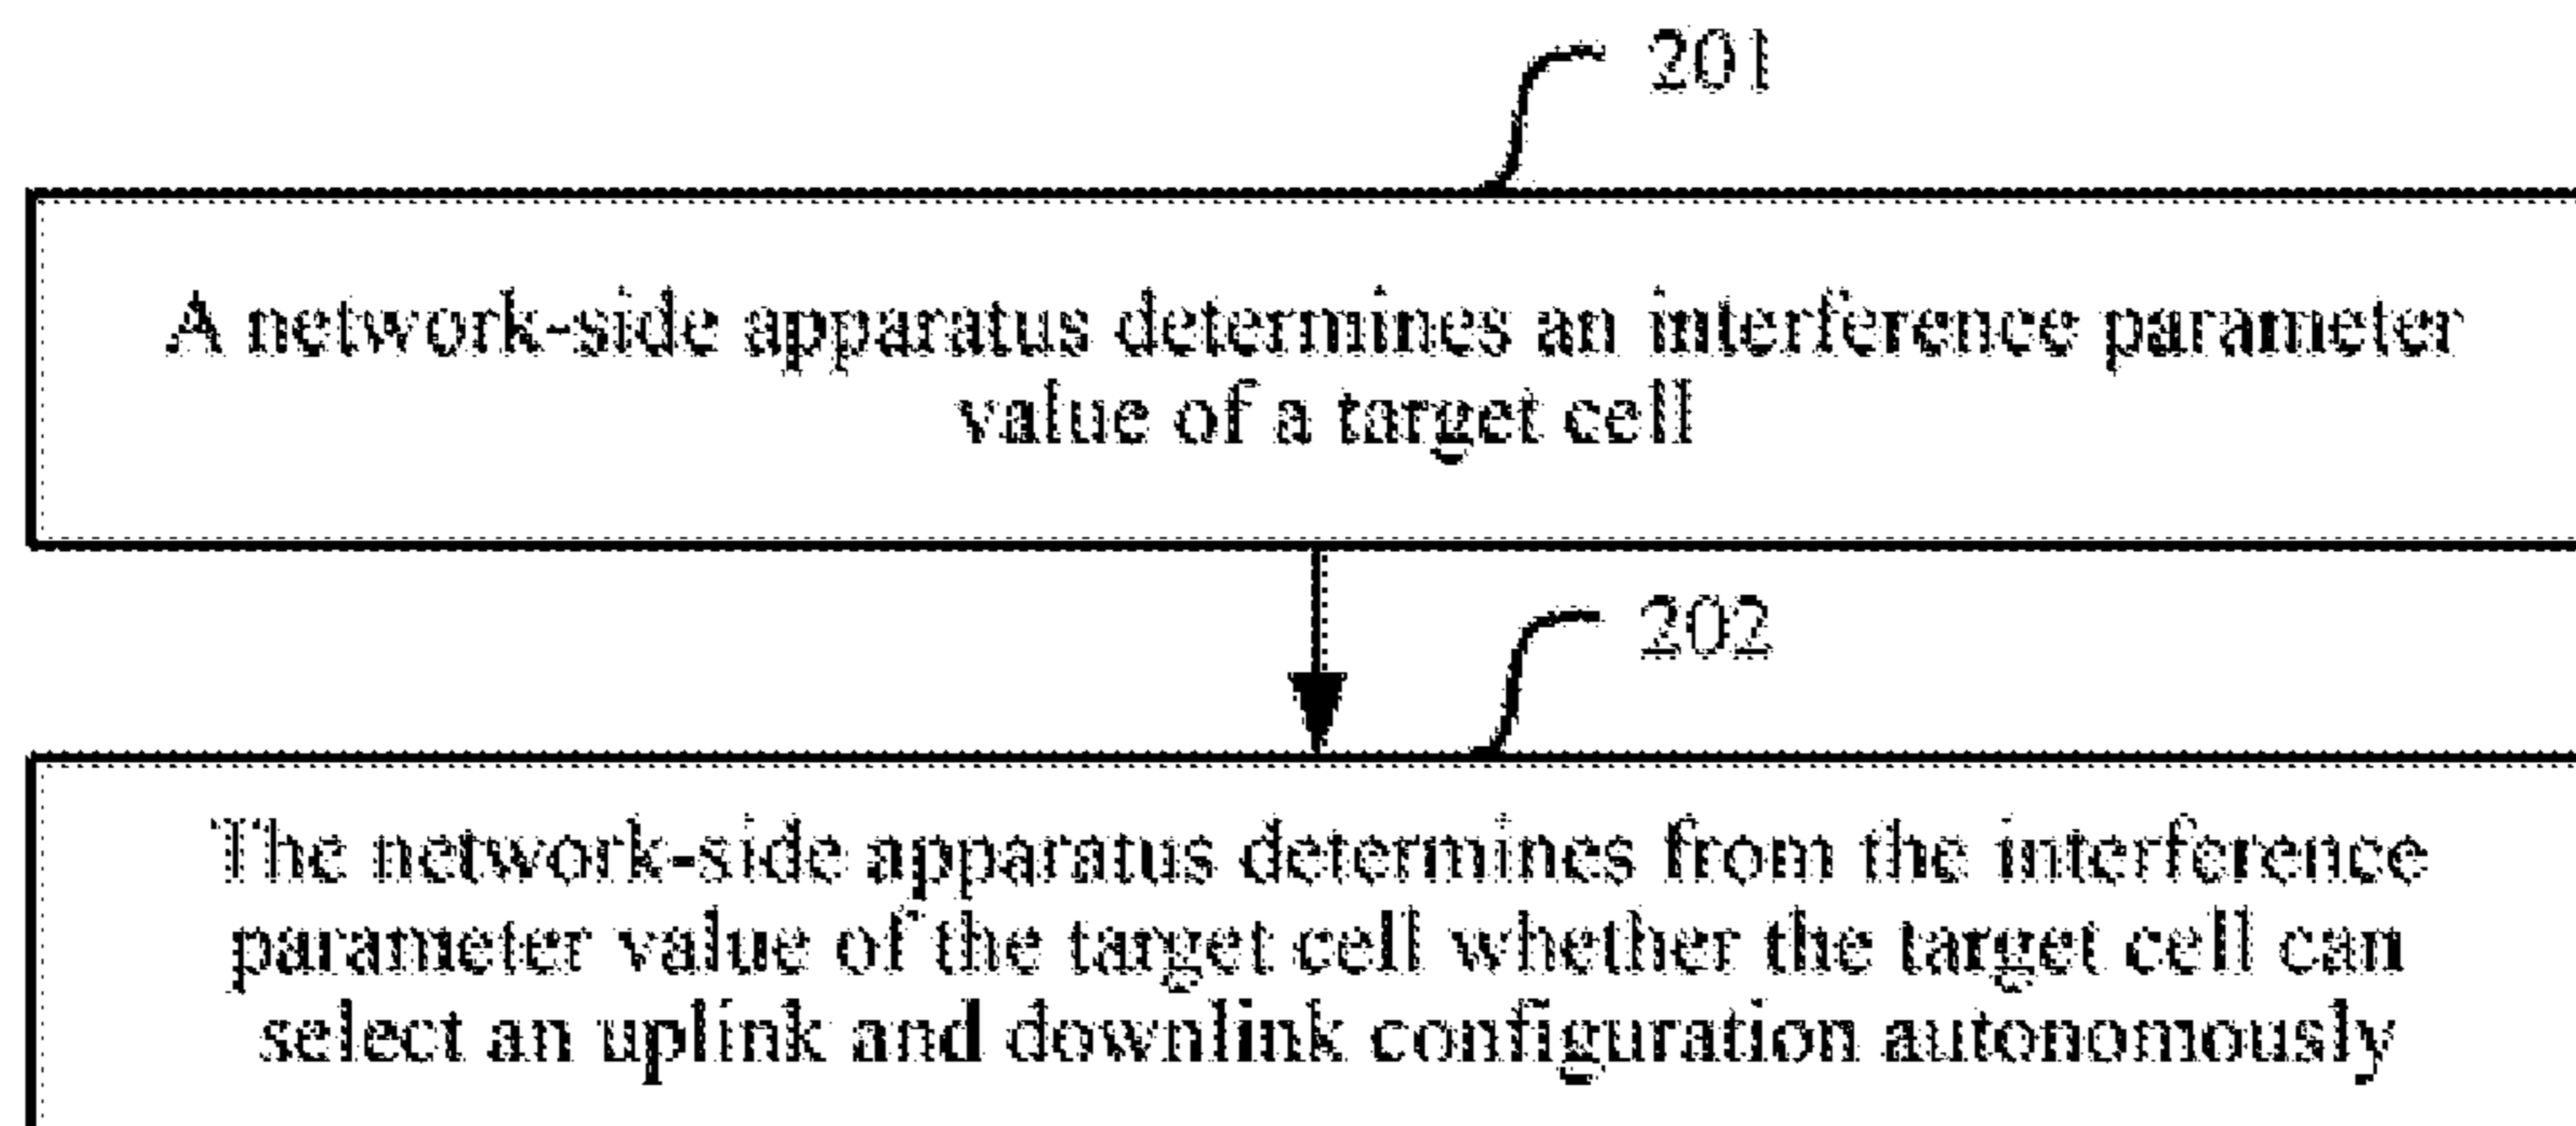 201
A network-side apparatus determines an interference parameter
value of a target cell
202
The network-side apparatus determines from the interference
parameter value of the target cell whether the target cell can
select an uplink and downlink configuration autonomously